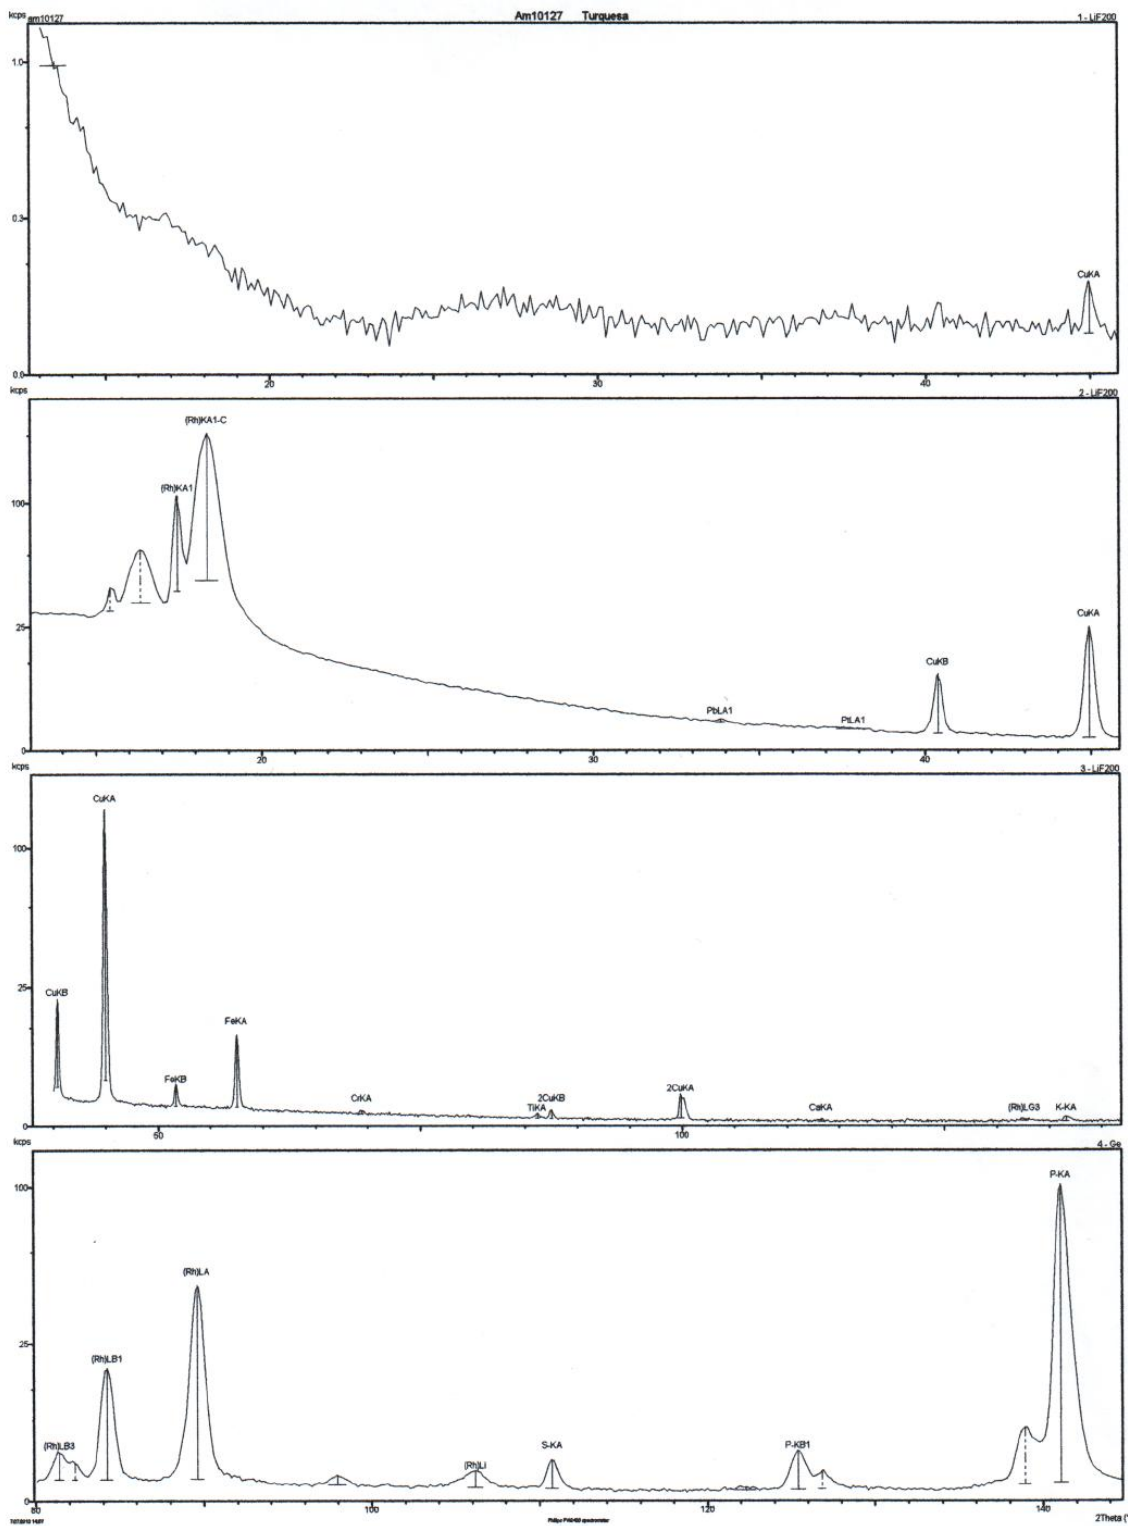 kcps am10127 Am10127 Turquesa 1 - LiF200
1.0
CuKA
0.3
0.0
20 30 40
kcps 2 - LiF200
(Rh)KA1-C
100 (Rh)KA1
CuKA
25
CuKB
PbLA1 PtLA1
0
20 30 40
kcps 3 - LiF200
CuKA
100
25
CuKB
FeKA
FeKB
CrKA TiKA 2CuKB 2CuKA CaKA (Rh)LG3 K-KA
0
50 100
kcps 4 - Ge
P-KA
100
(Rh)LA
25
(Rh)LB1
(Rh)LB3 (Rh)Ll S-KA P-KB1
0
80 100 120 140
2Theta (°